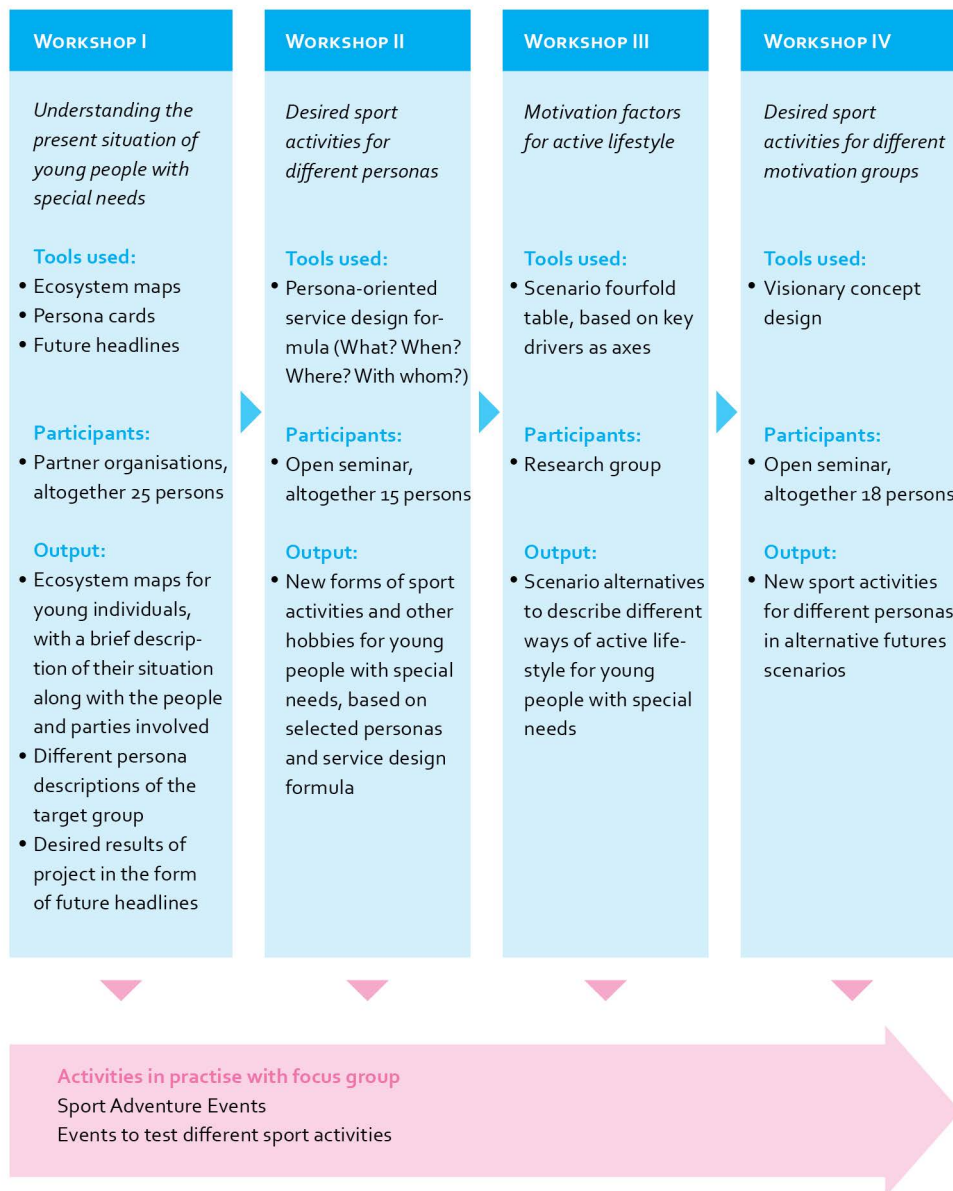 WORKSHOP I
Understanding the
present situation of
young people with
special needs
Tools used:
• Ecosystem maps
• Persona cards
• Future headlines
Participants:
• Partner organisations,
altogether 25 persons
Output:
• Ecosystem maps for
young individuals,
with a brief descrip-
tion of their situation
along with the people
and parties involved
• Different persona
descriptions of the
target group
• Desired results of
project in the form
of future headlines
WORKSHOP II
Desired sport
activities for
different personas
Tools used:
• Persona-oriented
service design for-
mula (What? When?
Where? With whom?)
Participants:
• Open seminar,
altogether 15 persons
Output:
• New forms of sport
activities and other
hobbies for young
people with special
needs, based on
selected personas
and service design
formula
WORKSHOP III
Motivation factors
for active lifestyle
Tools used:
• Scenario fourfold
table, based on key
drivers as axes
Participants:
• Research group
Output:
• Scenario alternatives
to describe different
ways of active life-
style for young
people with special
needs
WORKSHOP IV
Desired sport
activities for different
motivation groups
Tools used:
• Visionary concept
design
Participants:
• Open seminar,
altogether 18 persons
Output:
• New sport activities
for different personas
in alternative futures
scenarios
Activities in practise with focus group
Sport Adventure Events
Events to test different sport activities